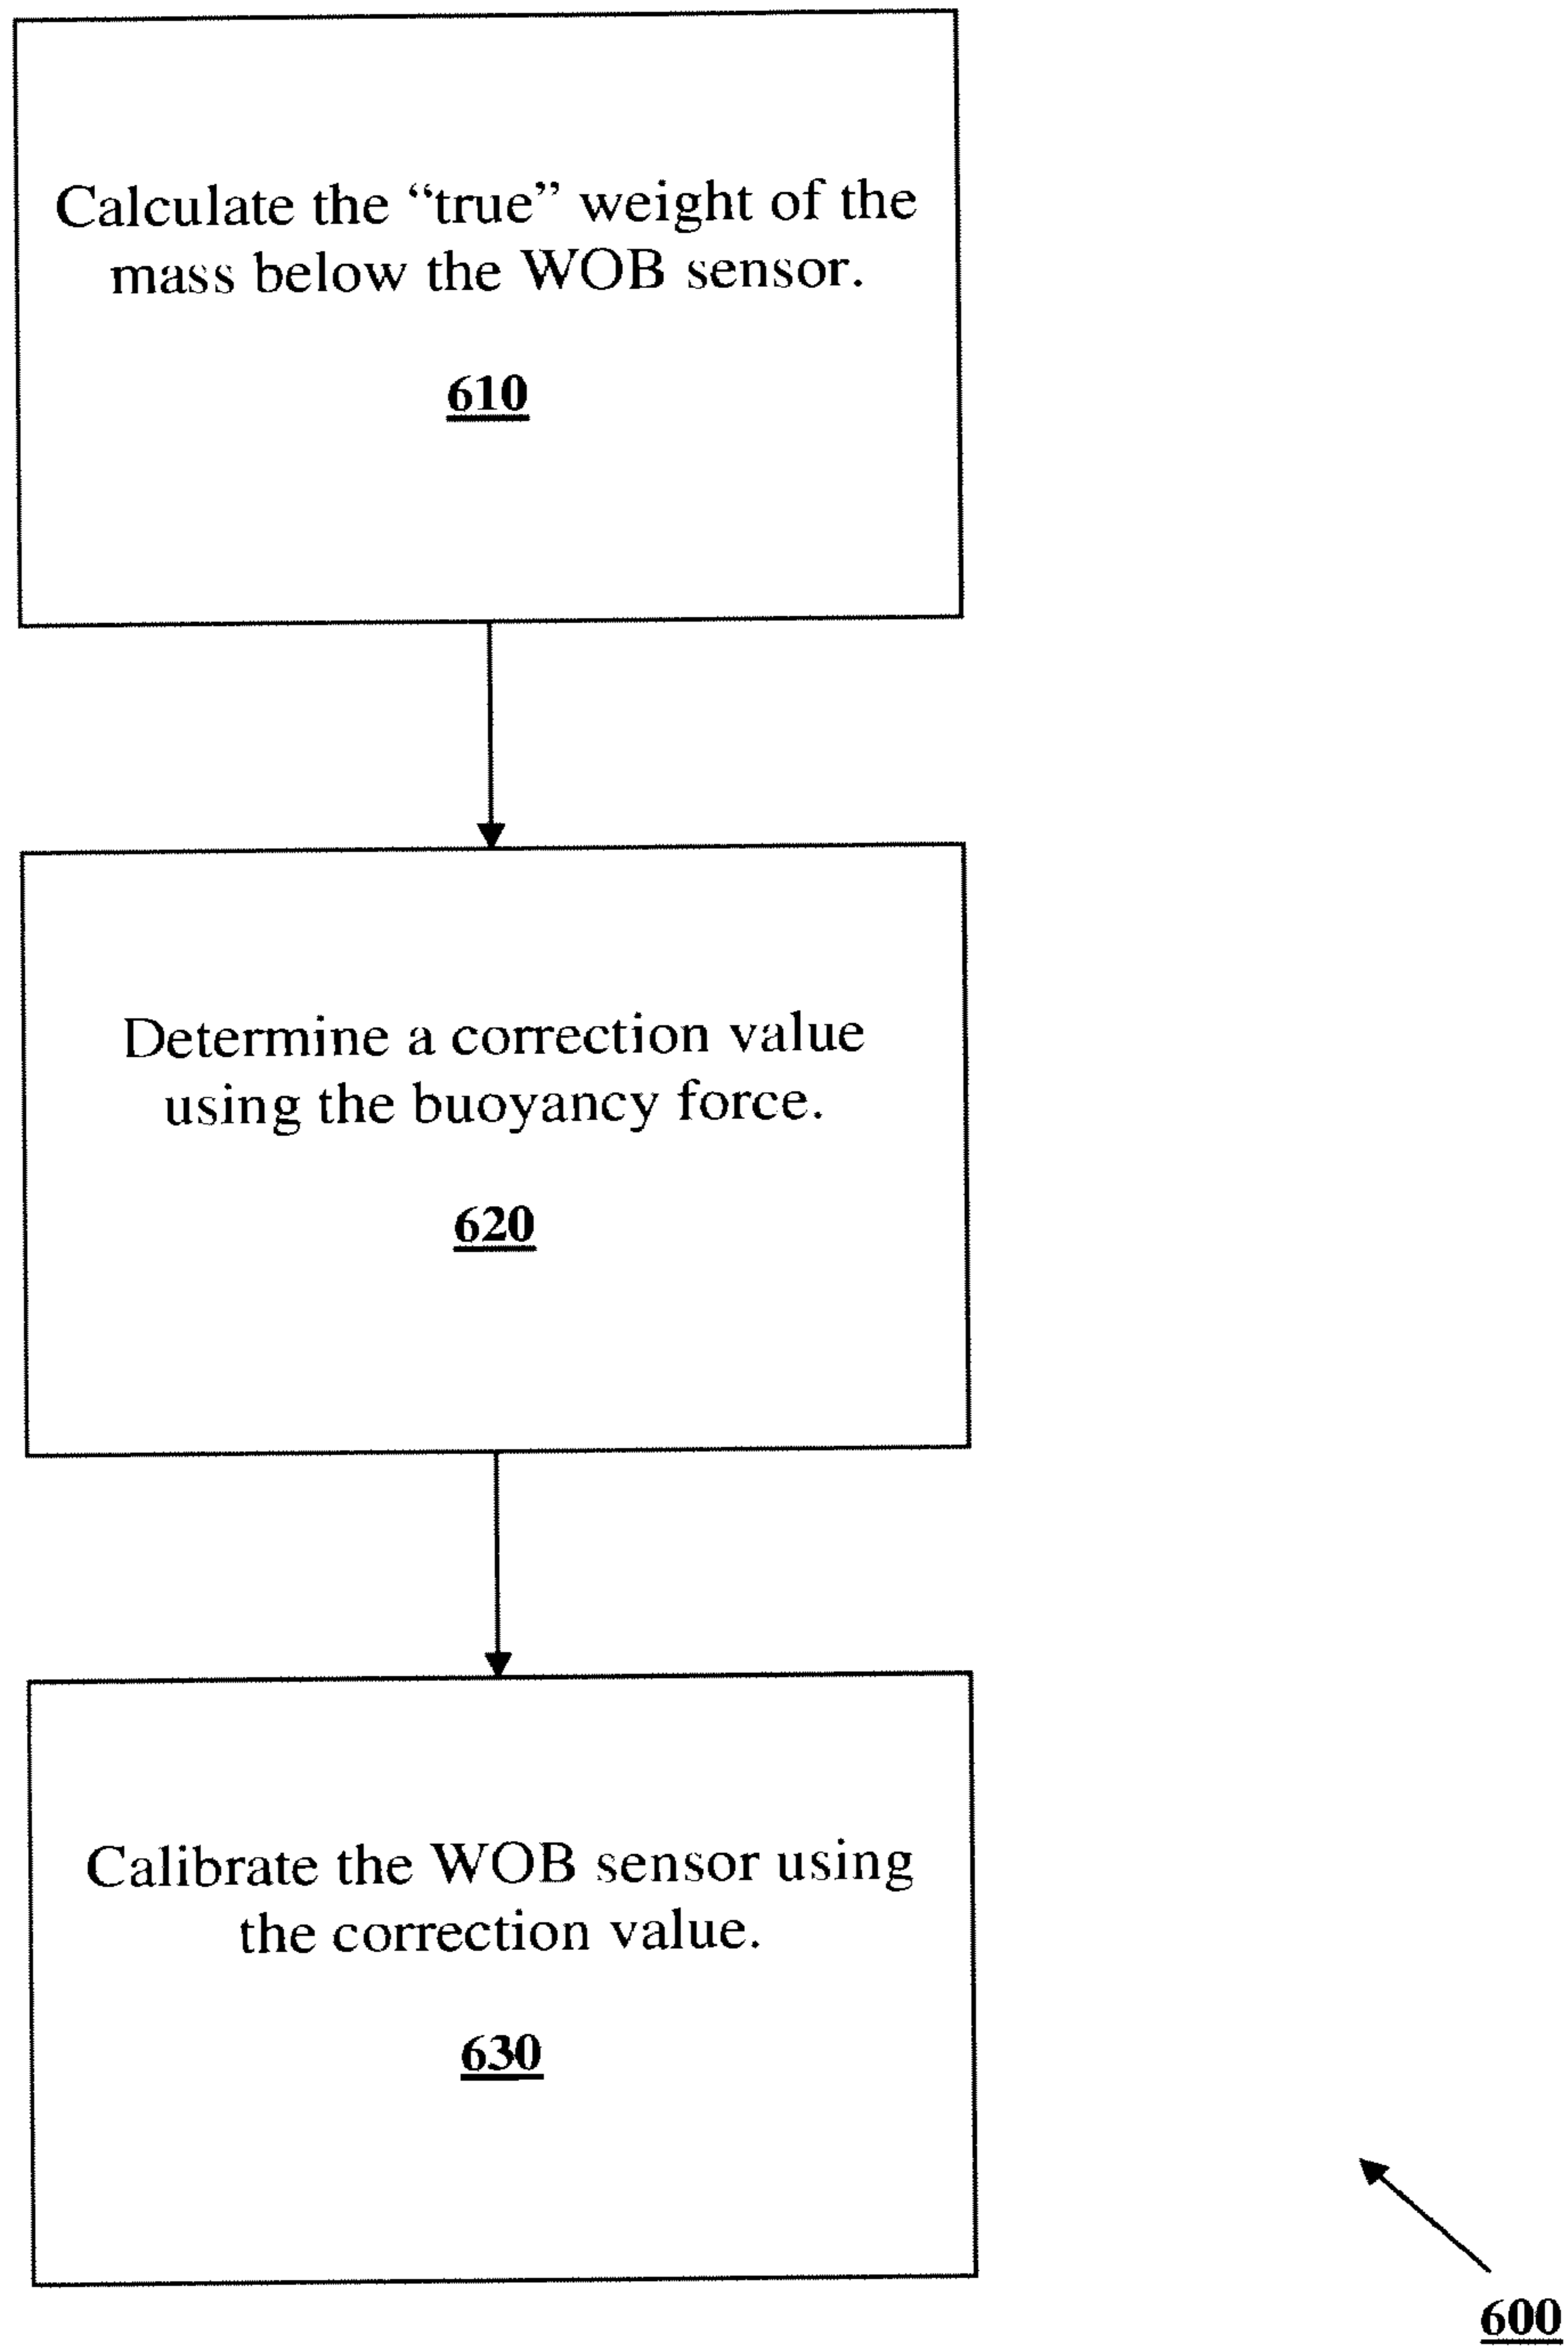 Calculate the “true” weight of the
mass below the WOB sensor.
610
Determine a correction value
using the buoyancy force.
620
Calibrate the WOB sensor using
the correction value.
630
600